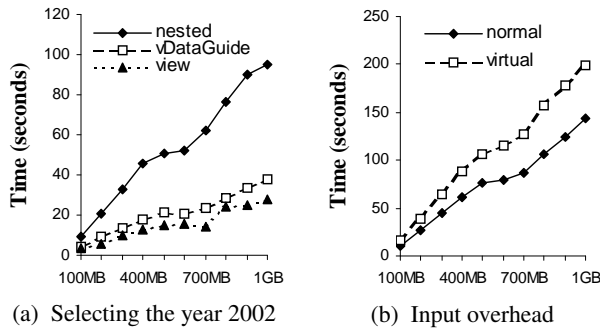 120
100
80
60
40
20
0
Time (seconds)
nested
vDataGuide
view
100MB 400MB 700MB 1GB
(a) Selecting the year 2002
250
200
150
100
50
0
Time (seconds)
normal
virtual
100MB 400MB 700MB 1GB
(b) Input overhead